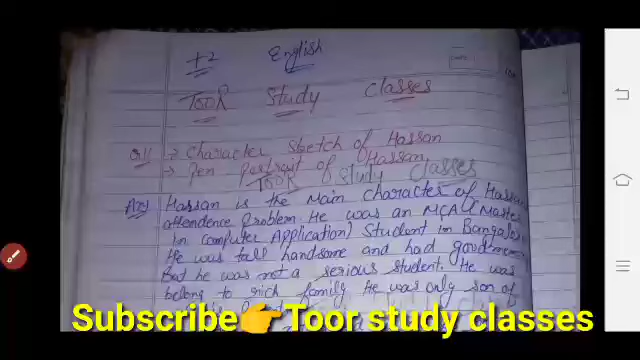 +2 English
TOOR Study Classes
Q.1) → Character sketch of Hassan
→ Pen Portrait of Hassan
TOOR Study Classes
Ans) Hassan is the Main Character of Hassan
attendence Problem. He was an MCA (Master
in Computer Application) Student in Bangalo
He was tall handsome and had good
But he was not a serious student. He was
belong to rich family. He was only son of
Subscribe👉Toor study classes